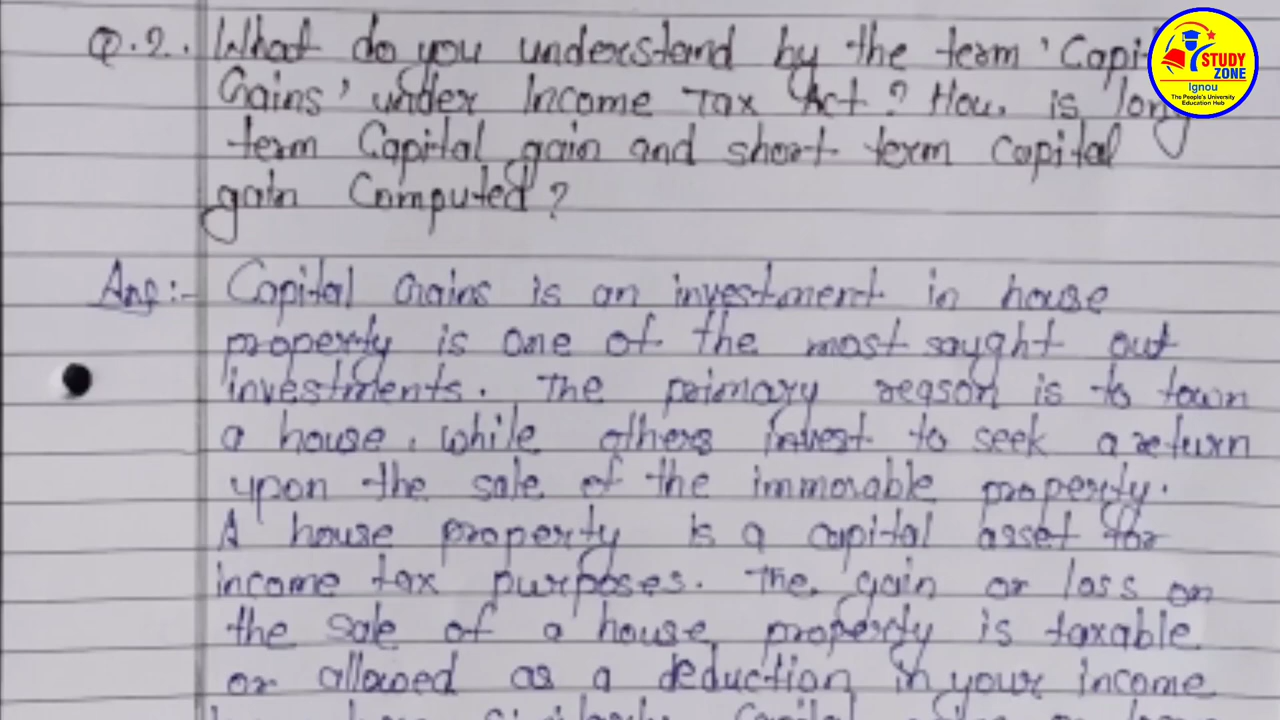 STUDY
ZONE
Ignou
The People's University
Education Hub
Q.2. What do you understand by the term 'Capit
Gains' under Income Tax Act? How is long
term Capital gain and short term Capital
gain Computed?
Ans:- Capital Gains is an investment in house
property is one of the most sought out
investments. The primary reason is to town
a house, while others invest to seek a return
upon the sale of the immovable property.
A house property is a capital asset for
income tax purposes. The gain or loss on
the sale of a house property is taxable
or allowed as a deduction in your income
Similarly Capital